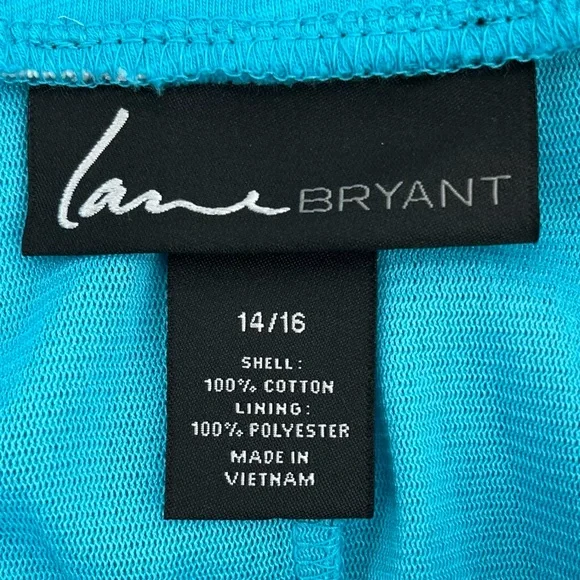 lane BRYANT
14/16
SHELL:
100% COTTON
LINING:
100% POLYESTER
MADE IN
VIETNAM